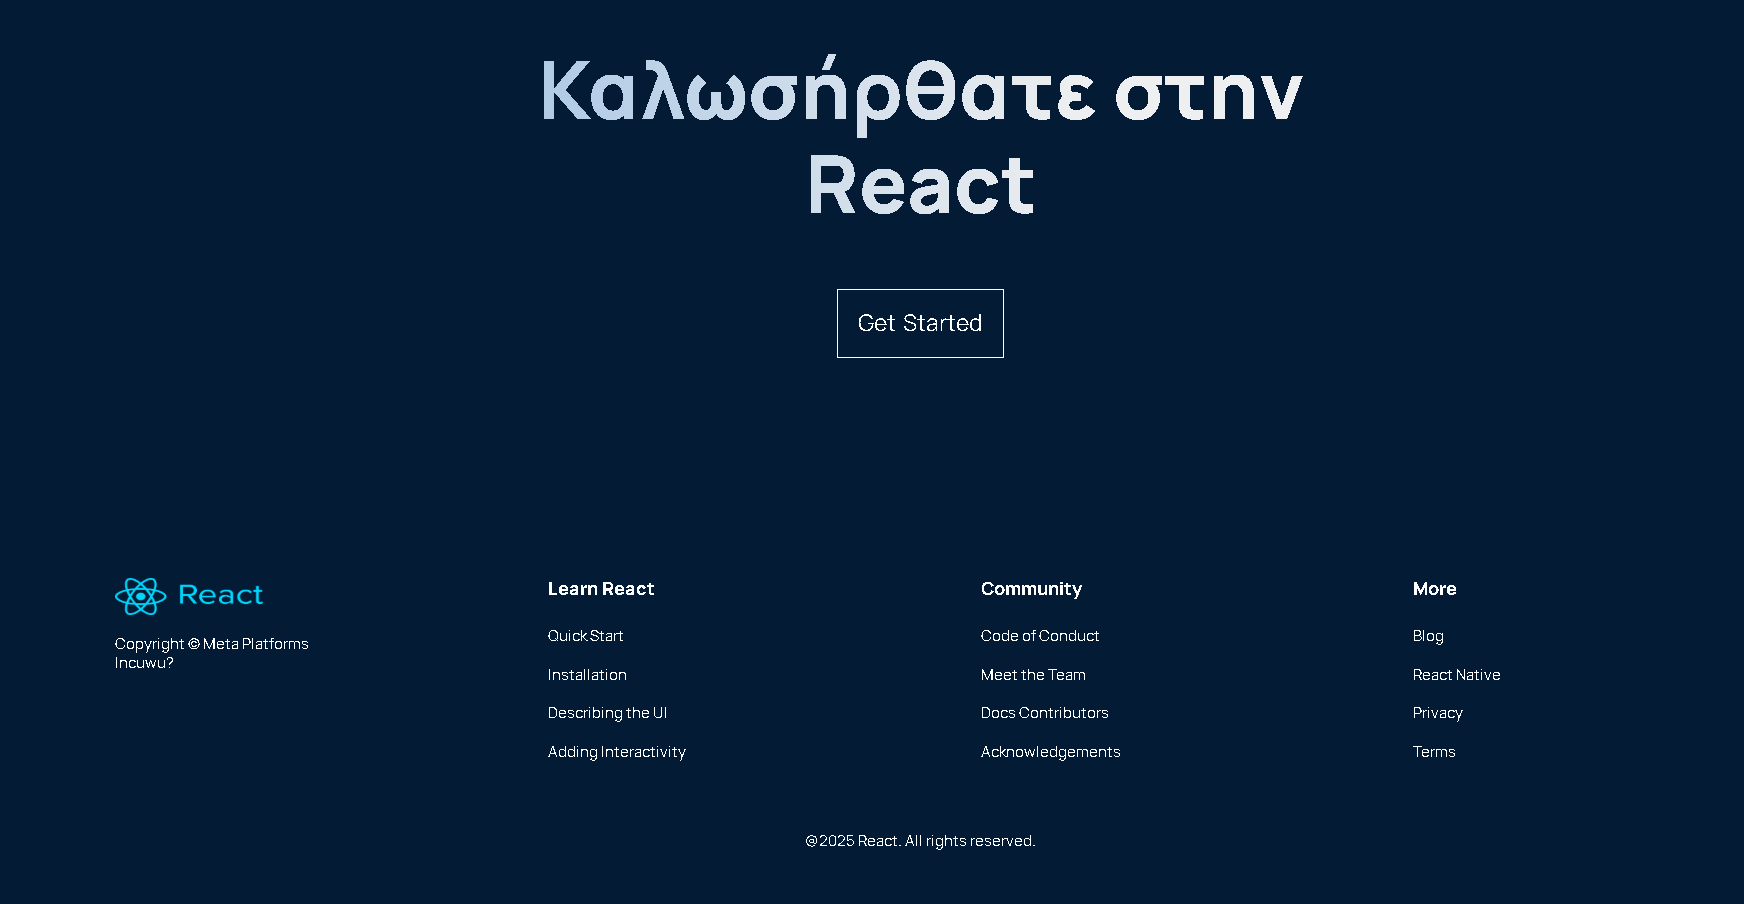 Καλωσήρθατε στην
React
Get Started
React
Copyright © Meta Platforms
Incuwu?
Learn React
Quick Start
Installation
Describing the UI
Adding Interactivity
Community
Code of Conduct
Meet the Team
Docs Contributors
Acknowledgements
More
Blog
React Native
Privacy
Terms
@2025 React. All rights reserved.